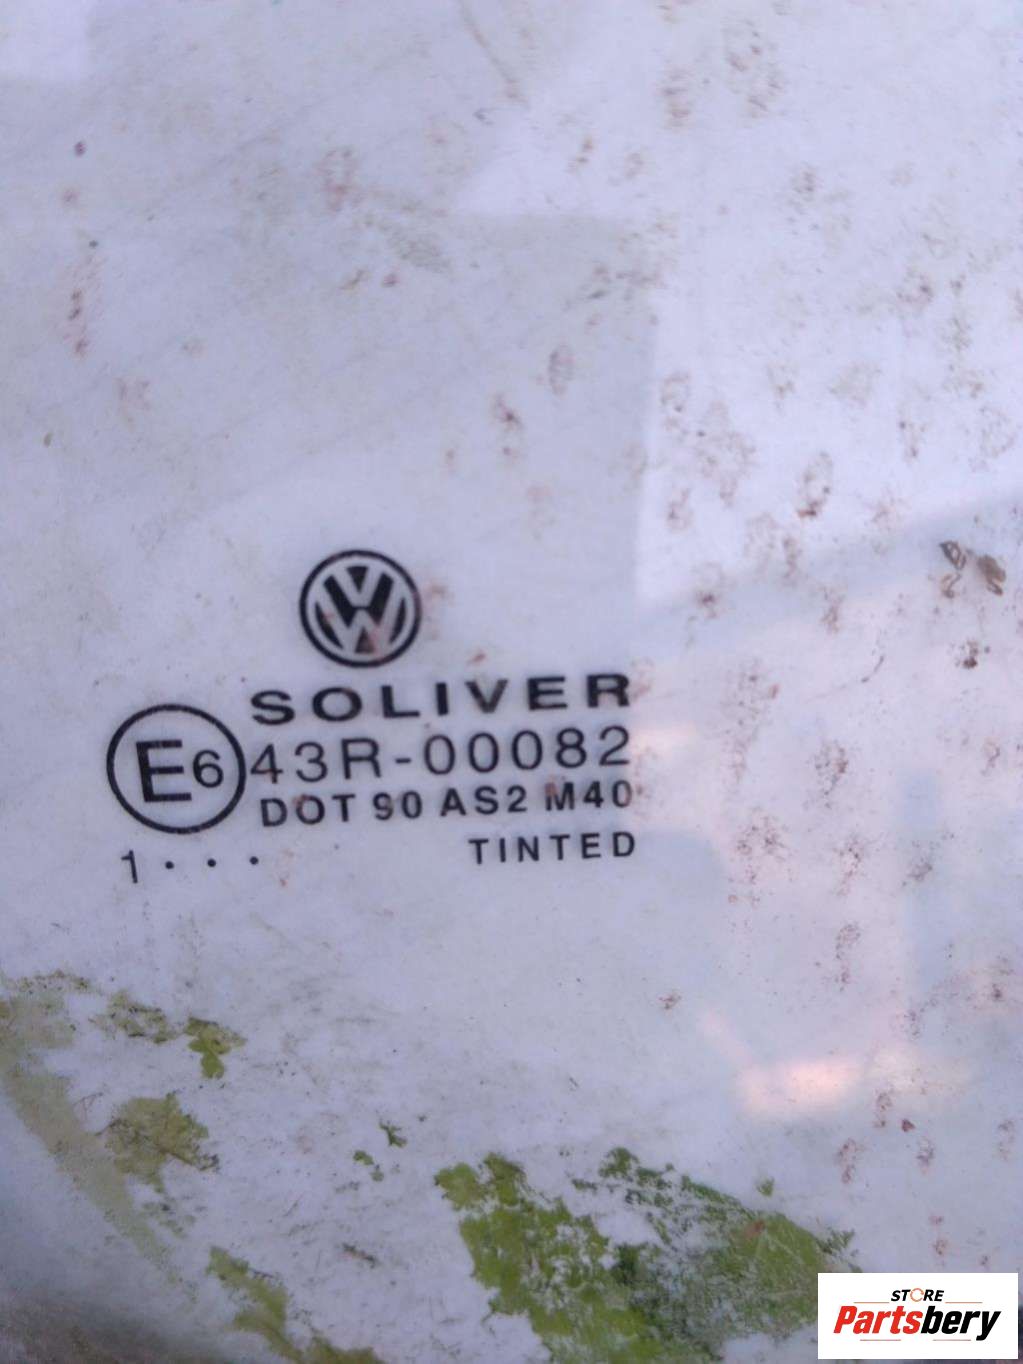 SOLIVER
E6 43R-00082
DOT 90 AS2 M40
1... TINTED
STORE
Partsbery